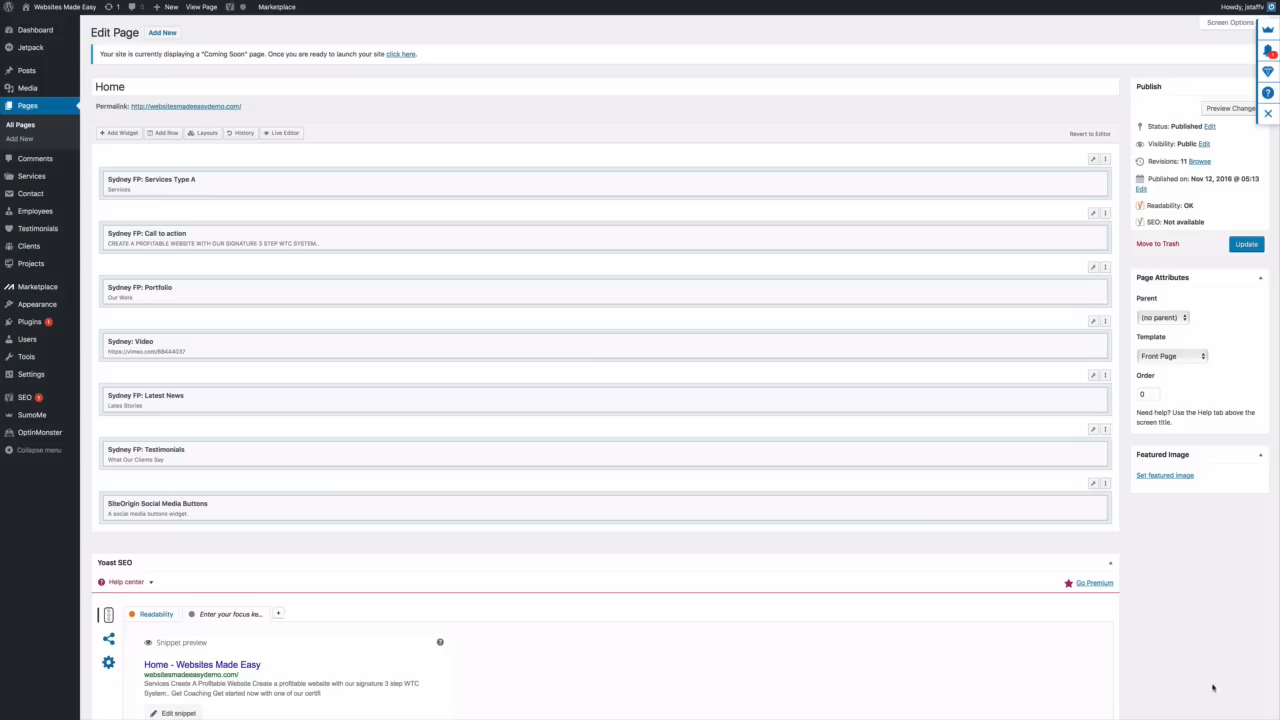 Websites Made Easy 1 0 New View Page Marketplace Howdy, jstaffv
Dashboard
Jetpack
Posts
Media
Pages
All Pages
Add New
Comments
Services
Contact
Employees
Testimonials
Clients
Projects
Marketplace
Appearance
Plugins 1
Users
Tools
Settings
SEO 1
SumoMe
OptinMonster
Collapse menu
Edit Page Add New
Screen Options
Your site is currently displaying a "Coming Soon" page. Once you are ready to launch your site click here.
Home
Permalink: http://websitesmadeeasydemo.com/
Add Widget Add Row Layouts History Live Editor Revert to Editor
Sydney FP: Services Type A
Services
Sydney FP: Call to action
CREATE A PROFITABLE WEBSITE WITH OUR SIGNATURE 3 STEP WTC SYSTEM..
Sydney FP: Portfolio
Our Work
Sydney: Video
https://vimeo.com/88444037
Sydney FP: Latest News
Lates Stories
Sydney FP: Testimonials
What Our Clients Say
SiteOrigin Social Media Buttons
A social media buttons widget.
Yoast SEO
Help center
Go Premium
Readability Enter your focus ke... +
Snippet preview
Home - Websites Made Easy
websitesmadeeasydemo.com/
Services Create A Profitable Website Create a profitable website with our signature 3 step WTC
System.. Get Coaching Get started now with one of our certifi
Edit snippet
Publish
Preview Change
Status: Published Edit
Visibility: Public Edit
Revisions: 11 Browse
Published on: Nov 12, 2016 @ 05:13
Edit
Readability: OK
SEO: Not available
Move to Trash Update
Page Attributes
Parent
(no parent)
Template
Front Page
Order
0
Need help? Use the Help tab above the
screen title.
Featured Image
Set featured image